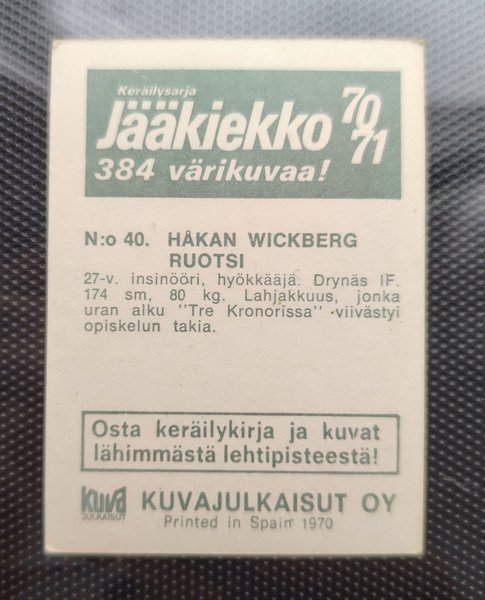 Keräilysarja
Jääkiekko 70
71
384 värikuvaa!
N:o 40. HÅKAN WICKBERG
RUOTSI
27-v. insinööri, hyökkääjä. Drynäs IF.
174 sm, 80 kg. Lahjakkuus, jonka
uran alku "Tre Kronorissa" viivästyi
opiskelun takia.
Osta keräilykirja ja kuvat
lähimmästä lehtipisteestä!
kuva
JULKAISUT
KUVAJULKAISUT OY
Printed in Spain 1970